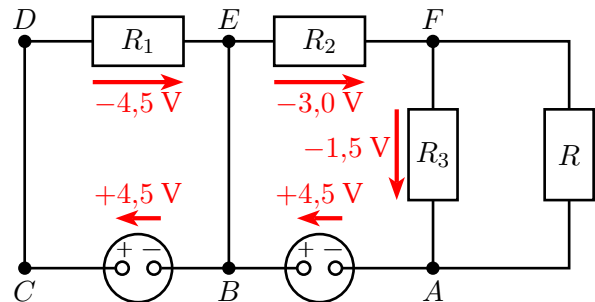 D E F
R₁ R₂
−4,5 V −3,0 V
−1,5 V R₃ R
+4,5 V +4,5 V
+ − + −
C B A